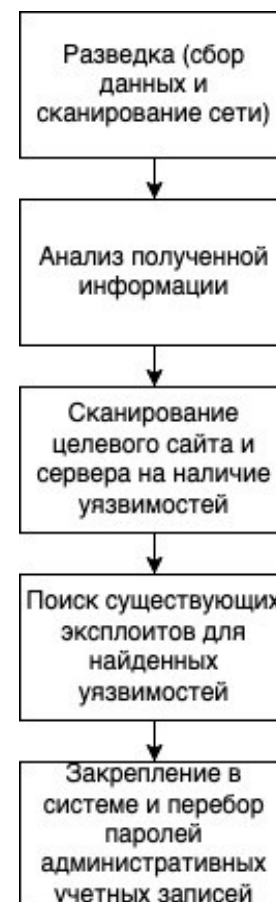 Разведка (сбор
данных и
сканирование сети)
Анализ полученной
информации
Сканирование
целевого сайта и
сервера на наличие
уязвимостей
Поиск существующих
эксплоитов для
найденных
уязвимостей
Закрепление в
системе и перебор
паролей
административных
учетных записей